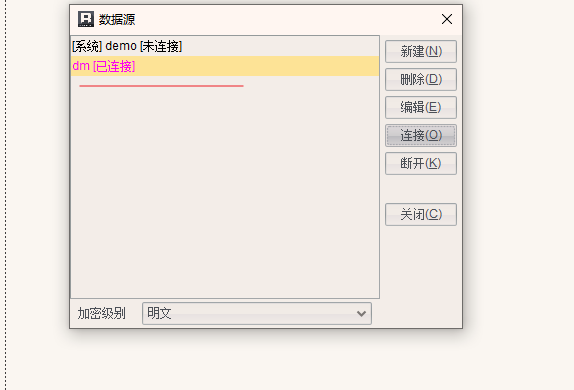 数据源
[系统] demo [未连接]
dm [已连接]
新建(N)
删除(D)
编辑(E)
连接(O)
断开(K)
关闭(C)
加密级别
明文